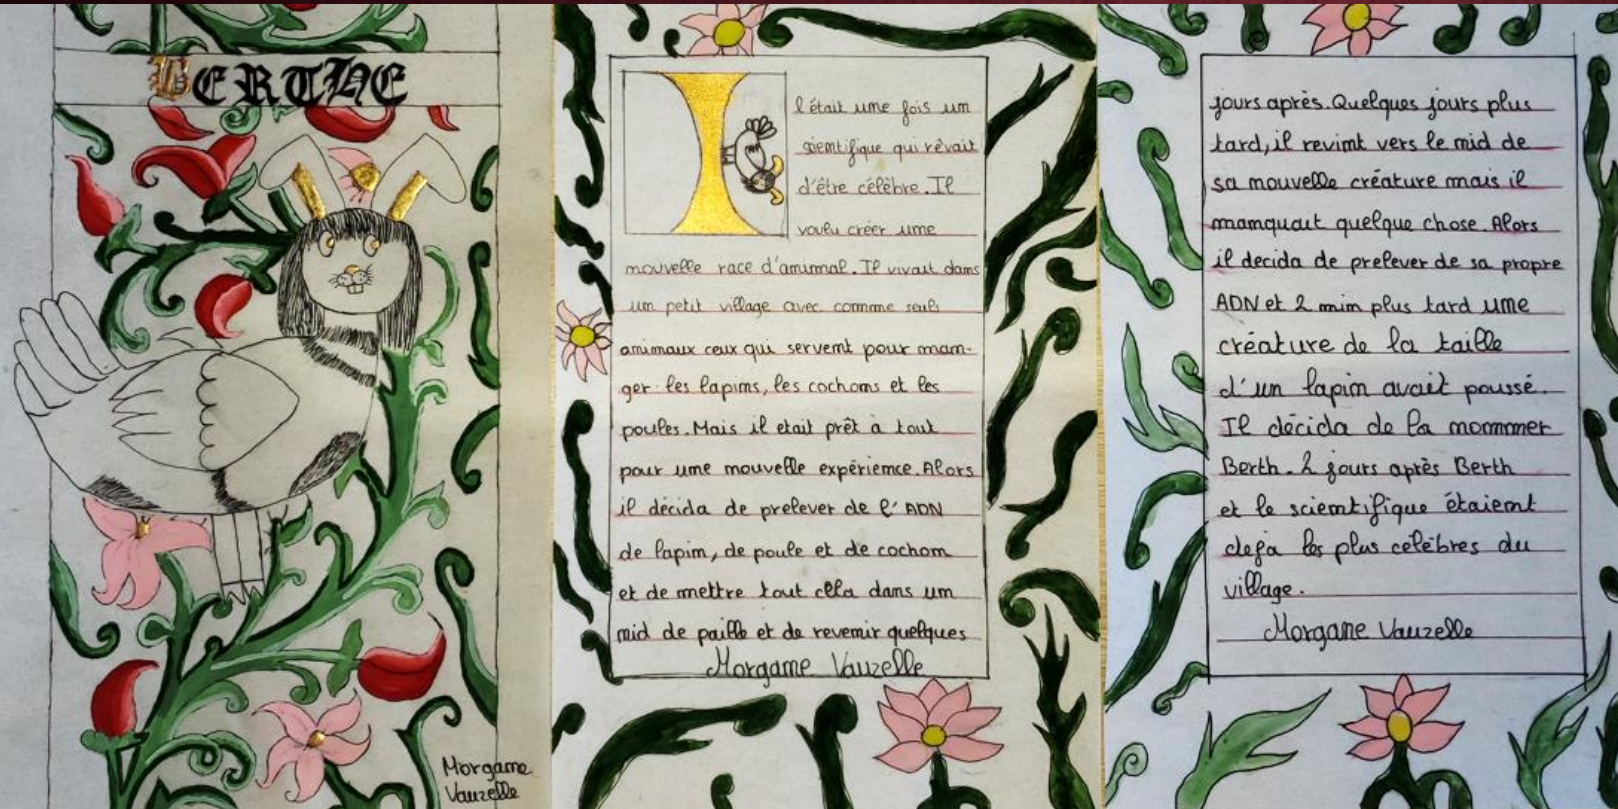 BERTHE
Morgane
Vauzelle
Il était une fois un
scientifique qui rêvait
d'être célèbre. Il
voulu créer une
nouvelle race d'animnal. Il vivait dans
un petit village avec comme seuls
animaux ceux qui servent pour man-
ger les lapins, les cochons et les
poules. Mais il etait prêt à tout
pour une nouvelle expérience. Alors
il décida de prelever de l'ADN
de lapin, de poule et de cochon
et de mettre tout cela dans un
nid de paille et de revenir quelques
Morgane Vauzelle
jours après. Quelques jours plus
tard, il revint vers le nid de
sa nouvelle créature mais il
manquait quelque chose. Alors
il decida de prelever de sa propre
ADN et 2 min plus tard une
créature de la taille
d'un lapin avait poussé.
Il décida de la nommer
Berth. 2 jours après Berth
et le scientifique étaient
deja les plus célèbres du
village.
Morgane Vauzelle